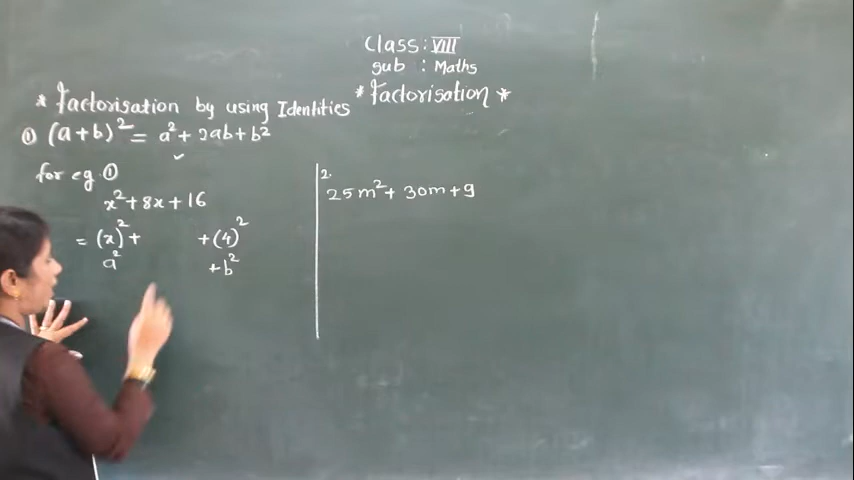 Class: VIII
Sub : Maths
* Factorisation *
* Factorisation by using Identities
① (a+b)² = a² + 2ab + b²
for eg ①
x² + 8x + 16
= (x)² + + (4)²
a² + b²
2.
25m² + 30m + 9